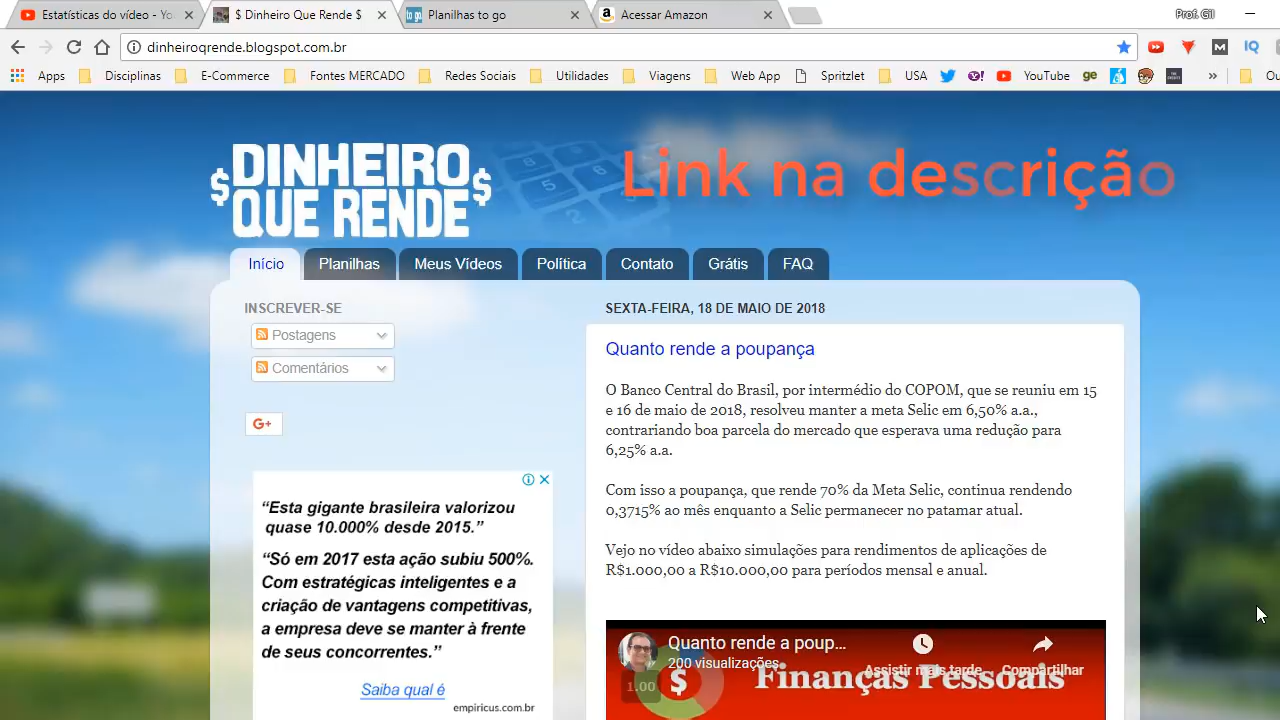 Estatísticas do vídeo - Yo
$ Dinheiro Que Rende $
Planilhas to go
Acessar Amazon
Prof. Gil
dinheiroqrende.blogspot.com.br
Apps
Disciplinas
E-Commerce
Fontes MERCADO
Redes Sociais
Utilidades
Viagens
Web App
Spritzlet
USA
YouTube
ge
»
Ou
$DINHEIRO$
QUE RENDE
Link na descrição
Início
Planilhas
Meus Vídeos
Política
Contato
Grátis
FAQ
INSCREVER-SE
Postagens
Comentários
G+
“Esta gigante brasileira valorizou
quase 10.000% desde 2015.”
“Só em 2017 esta ação subiu 500%.
Com estratégicas inteligentes e a
criação de vantagens competitivas,
a empresa deve se manter à frente
de seus concorrentes.”
Saiba qual é
empiricus.com.br
SEXTA-FEIRA, 18 DE MAIO DE 2018
Quanto rende a poupança
O Banco Central do Brasil, por intermédio do COPOM, que se reuniu em 15
e 16 de maio de 2018, resolveu manter a meta Selic em 6,50% a.a.,
contrariando boa parcela do mercado que esperava uma redução para
6,25% a.a.
Com isso a poupança, que rende 70% da Meta Selic, continua rendendo
0,3715% ao mês enquanto a Selic permanecer no patamar atual.
Vejo no vídeo abaixo simulações para rendimentos de aplicações de
R$1.000,00 a R$10.000,00 para períodos mensal e anual.
Quanto rende a poup...
200 visualizações
Assistir mais tarde
Compartilhar
1.00
$
Finanças Pessoais